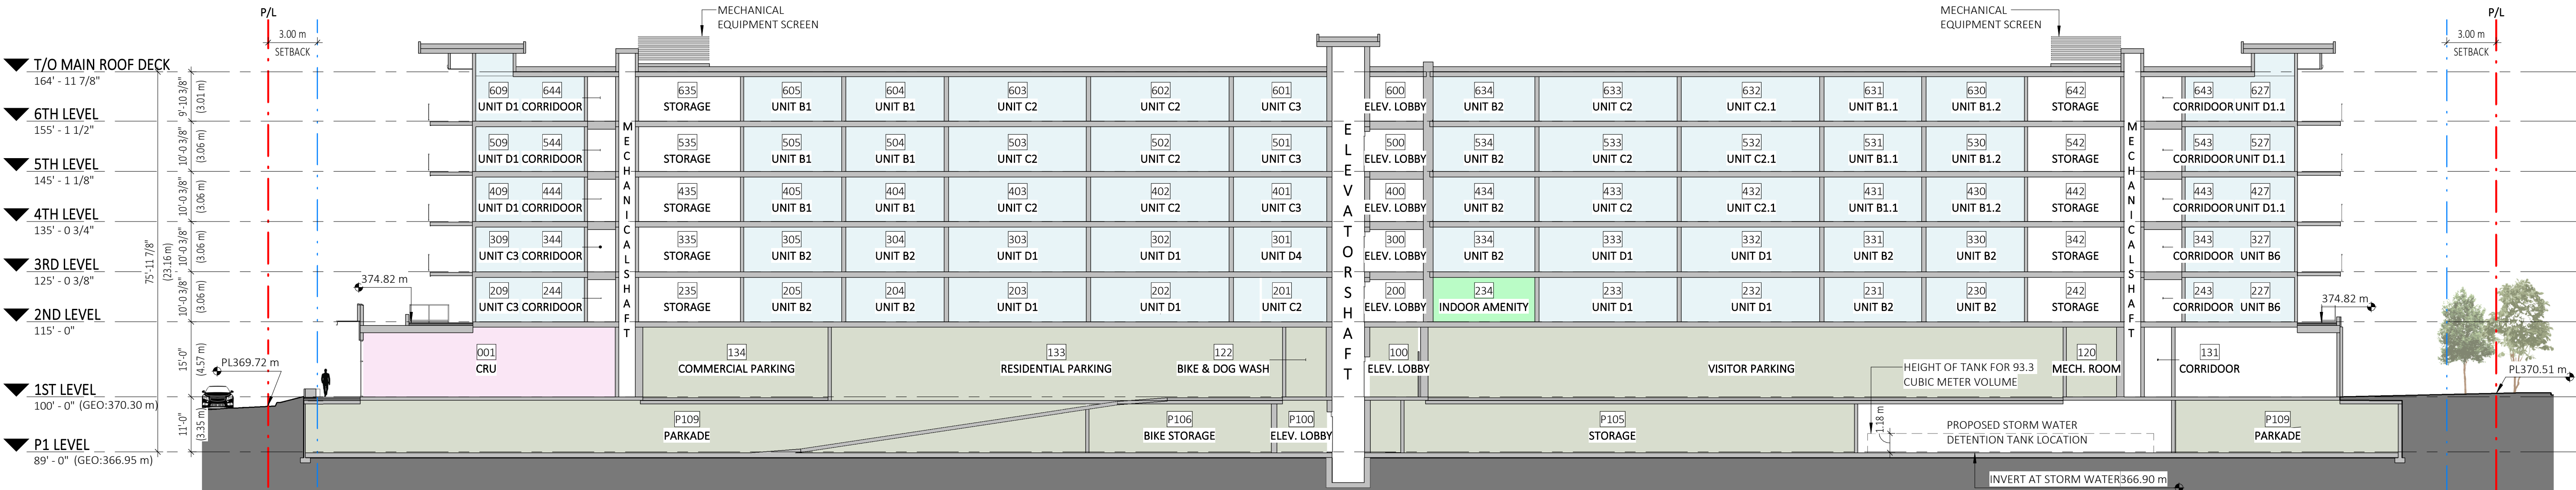 P/L
3.00 m
SETBACK
MECHANICAL
EQUIPMENT SCREEN
MECHANICAL
EQUIPMENT SCREEN
P/L
3.00 m
SETBACK
T/O MAIN ROOF DECK
164' - 11 7/8"
6TH LEVEL
155' - 1 1/2"
5TH LEVEL
145' - 1 1/8"
4TH LEVEL
135' - 0 3/4"
3RD LEVEL
125' - 0 3/8"
2ND LEVEL
115' - 0"
1ST LEVEL
100' - 0" (GEO:370.30 m)
P1 LEVEL
89' - 0" (GEO:366.95 m)
75'-11 7/8"
(23.16 m)
9'-10 3/8"
(3.01 m)
10'-0 3/8"
(3.06 m)
10'-0 3/8"
(3.06 m)
10'-0 3/8"
(3.06 m)
10'-0 3/8"
(3.06 m)
15'-0"
(4.57 m)
11'-0"
(3.35 m)
609 644 635 605 604 603 602 601 600 634 633 632 631 630 642 643 627
UNIT D1 CORRIDOR STORAGE UNIT B1 UNIT B1 UNIT C2 UNIT C2 UNIT C3 ELEV. LOBBY UNIT B2 UNIT C2 UNIT C2.1 UNIT B1.1 UNIT B1.2 STORAGE CORRIDOR UNIT D1.1
509 544 535 505 504 503 502 501 500 534 533 532 531 530 542 543 527
UNIT D1 CORRIDOR STORAGE UNIT B1 UNIT B1 UNIT C2 UNIT C2 UNIT C3 ELEV. LOBBY UNIT B2 UNIT C2 UNIT C2.1 UNIT B1.1 UNIT B1.2 STORAGE CORRIDOR UNIT D1.1
409 444 435 405 404 403 402 401 400 434 433 432 431 430 442 443 427
UNIT D1 CORRIDOR STORAGE UNIT B1 UNIT B1 UNIT C2 UNIT C2 UNIT C3 ELEV. LOBBY UNIT B2 UNIT C2 UNIT C2.1 UNIT B1.1 UNIT B1.2 STORAGE CORRIDOR UNIT D1.1
309 344 335 305 304 303 302 301 300 334 333 332 331 330 342 343 327
UNIT C3 CORRIDOR STORAGE UNIT B2 UNIT B2 UNIT D1 UNIT D1 UNIT D4 ELEV. LOBBY UNIT B2 UNIT D1 UNIT D1 UNIT B2 UNIT B2 STORAGE CORRIDOR UNIT B6
374.82 m
209 244 235 205 204 203 202 201 200 234 233 232 231 230 242 243 227
UNIT C3 CORRIDOR STORAGE UNIT B2 UNIT B2 UNIT D1 UNIT D1 UNIT C2 ELEV. LOBBY INDOOR AMENITY UNIT D1 UNIT D1 UNIT B2 UNIT B2 STORAGE CORRIDOR UNIT B6
374.82 m
MECHANICAL SHAFT
ELEVATOR SHAFT
MECHANICAL SHAFT
001 134 133 122 100 120 131
CRU COMMERCIAL PARKING RESIDENTIAL PARKING BIKE & DOG WASH ELEV. LOBBY VISITOR PARKING MECH. ROOM CORRIDOR
PL369.72 m
HEIGHT OF TANK FOR 93.3
CUBIC METER VOLUME
PL370.51 m
P109 P106 P100 P105 P109
PARKADE BIKE STORAGE ELEV. LOBBY STORAGE PARKADE
1.18 m
PROPOSED STORM WATER
DETENTION TANK LOCATION
INVERT AT STORM WATER 366.90 m